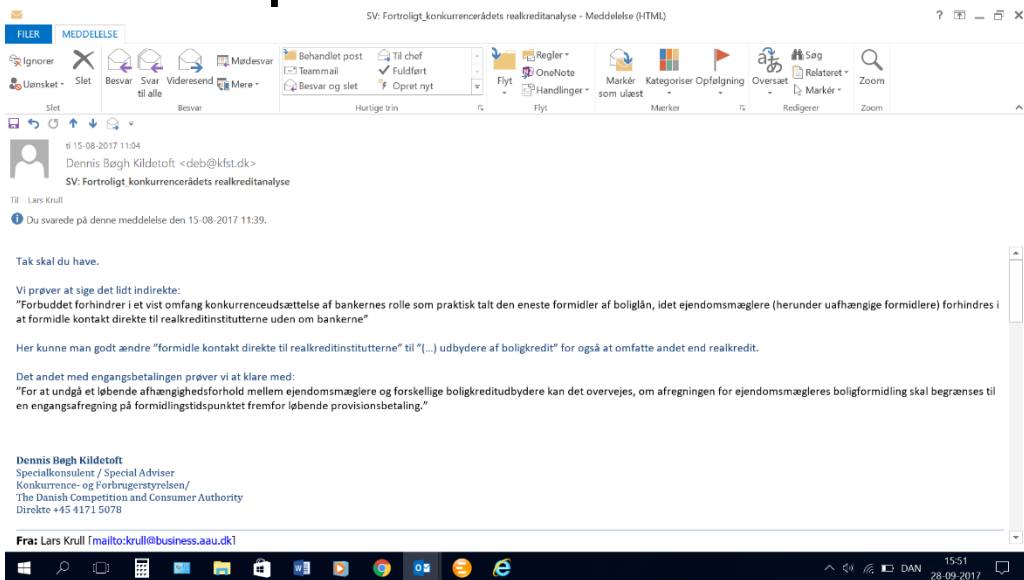 SV: Fortroligt_konkurrencerådets realkreditanalyse - Meddelelse (HTML)
FILER MEDDELELSE
Ignorer
Uønsket
Slet
Besvar
Svar til alle
Videresend
Mødesvar
Mere
Behandlet post
Teammail
Besvar og slet
Til chef
Fuldført
Opret nyt
Flyt
Regler
OneNote
Handlinger
Markér som ulæst
Kategoriser
Opfølgning
Oversæt
Søg
Relateret
Markér
Zoom
Slet Besvar Hurtige trin Flyt Mærker Redigerer Zoom
ti 15-08-2017 11:04
Dennis Bøgh Kildetoft <deb@kfst.dk>
SV: Fortroligt_konkurrencerådets realkreditanalyse
Til Lars Krull
Du svarede på denne meddelelse den 15-08-2017 11:39.
Tak skal du have.
Vi prøver at sige det lidt indirekte:
"Forbuddet forhindrer i et vist omfang konkurrenceudsættelse af bankernes rolle som praktisk talt den eneste formidler af boliglån, idet ejendomsmæglere (herunder uafhængige formidlere) forhindres i
at formidle kontakt direkte til realkreditinstitutterne uden om bankerne"
Her kunne man godt ændre "formidle kontakt direkte til realkreditinstitutterne" til "(...) udbydere af boligkredit" for også at omfatte andet end realkredit.
Det andet med engangsbetalingen prøver vi at klare med:
"For at undgå et løbende afhængighedsforhold mellem ejendomsmæglere og forskellige boligkreditudbydere kan det overvejes, om afregningen for ejendomsmægleres boligformidling skal begrænses til
en engangsafregning på formidlingstidspunktet fremfor løbende provisionsbetaling."
Dennis Bøgh Kildetoft
Specialkonsulent / Special Adviser
Konkurrence- og Forbrugerstyrelsen/
The Danish Competition and Consumer Authority
Direkte +45 4171 5078
Fra: Lars Krull [mailto:krull@business.aau.dk]
DAN
15:51
28-09-2017